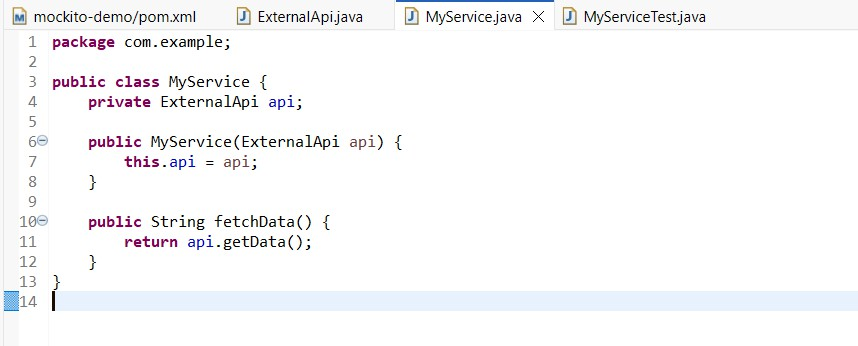 mockito-demo/pom.xml ExternalApi.java MyService.java MyServiceTest.java
1 package com.example;
2
3 public class MyService {
4     private ExternalApi api;
5
6     public MyService(ExternalApi api) {
7         this.api = api;
8     }
9
10     public String fetchData() {
11         return api.getData();
12     }
13 }
14